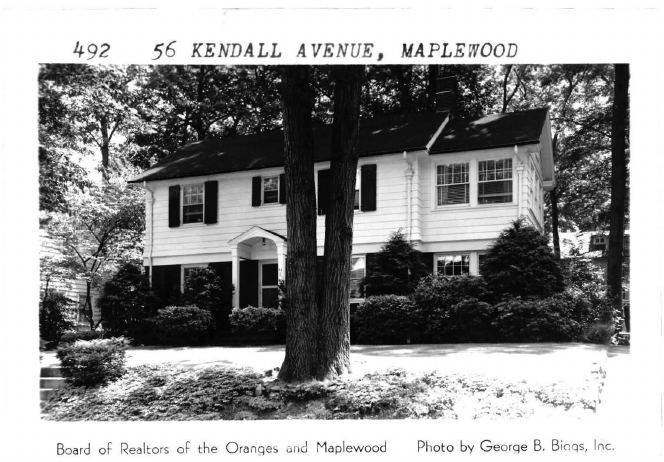 492 56 KENDALL AVENUE, MAPLEWOOD
Board of Realtors of the Oranges and Maplewood Photo by George B. Biggs, Inc.